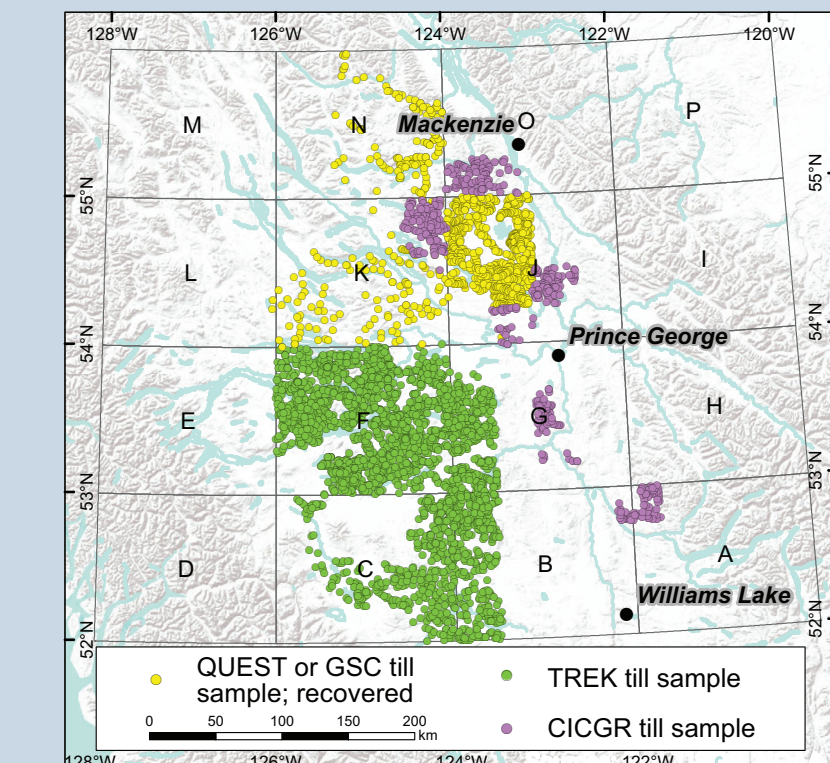 128°W 126°W 124°W 122°W 120°W
M N Mackenzie O P
55°N 55°N
L K J I
54°N 54°N
Prince George
E F G H
53°N 53°N
D C B A
Williams Lake
52°N 52°N
QUEST or GSC till
sample; recovered
TREK till sample
0 50 100 150 200
km
CICGR till sample
128°W 126°W 124°W 122°W